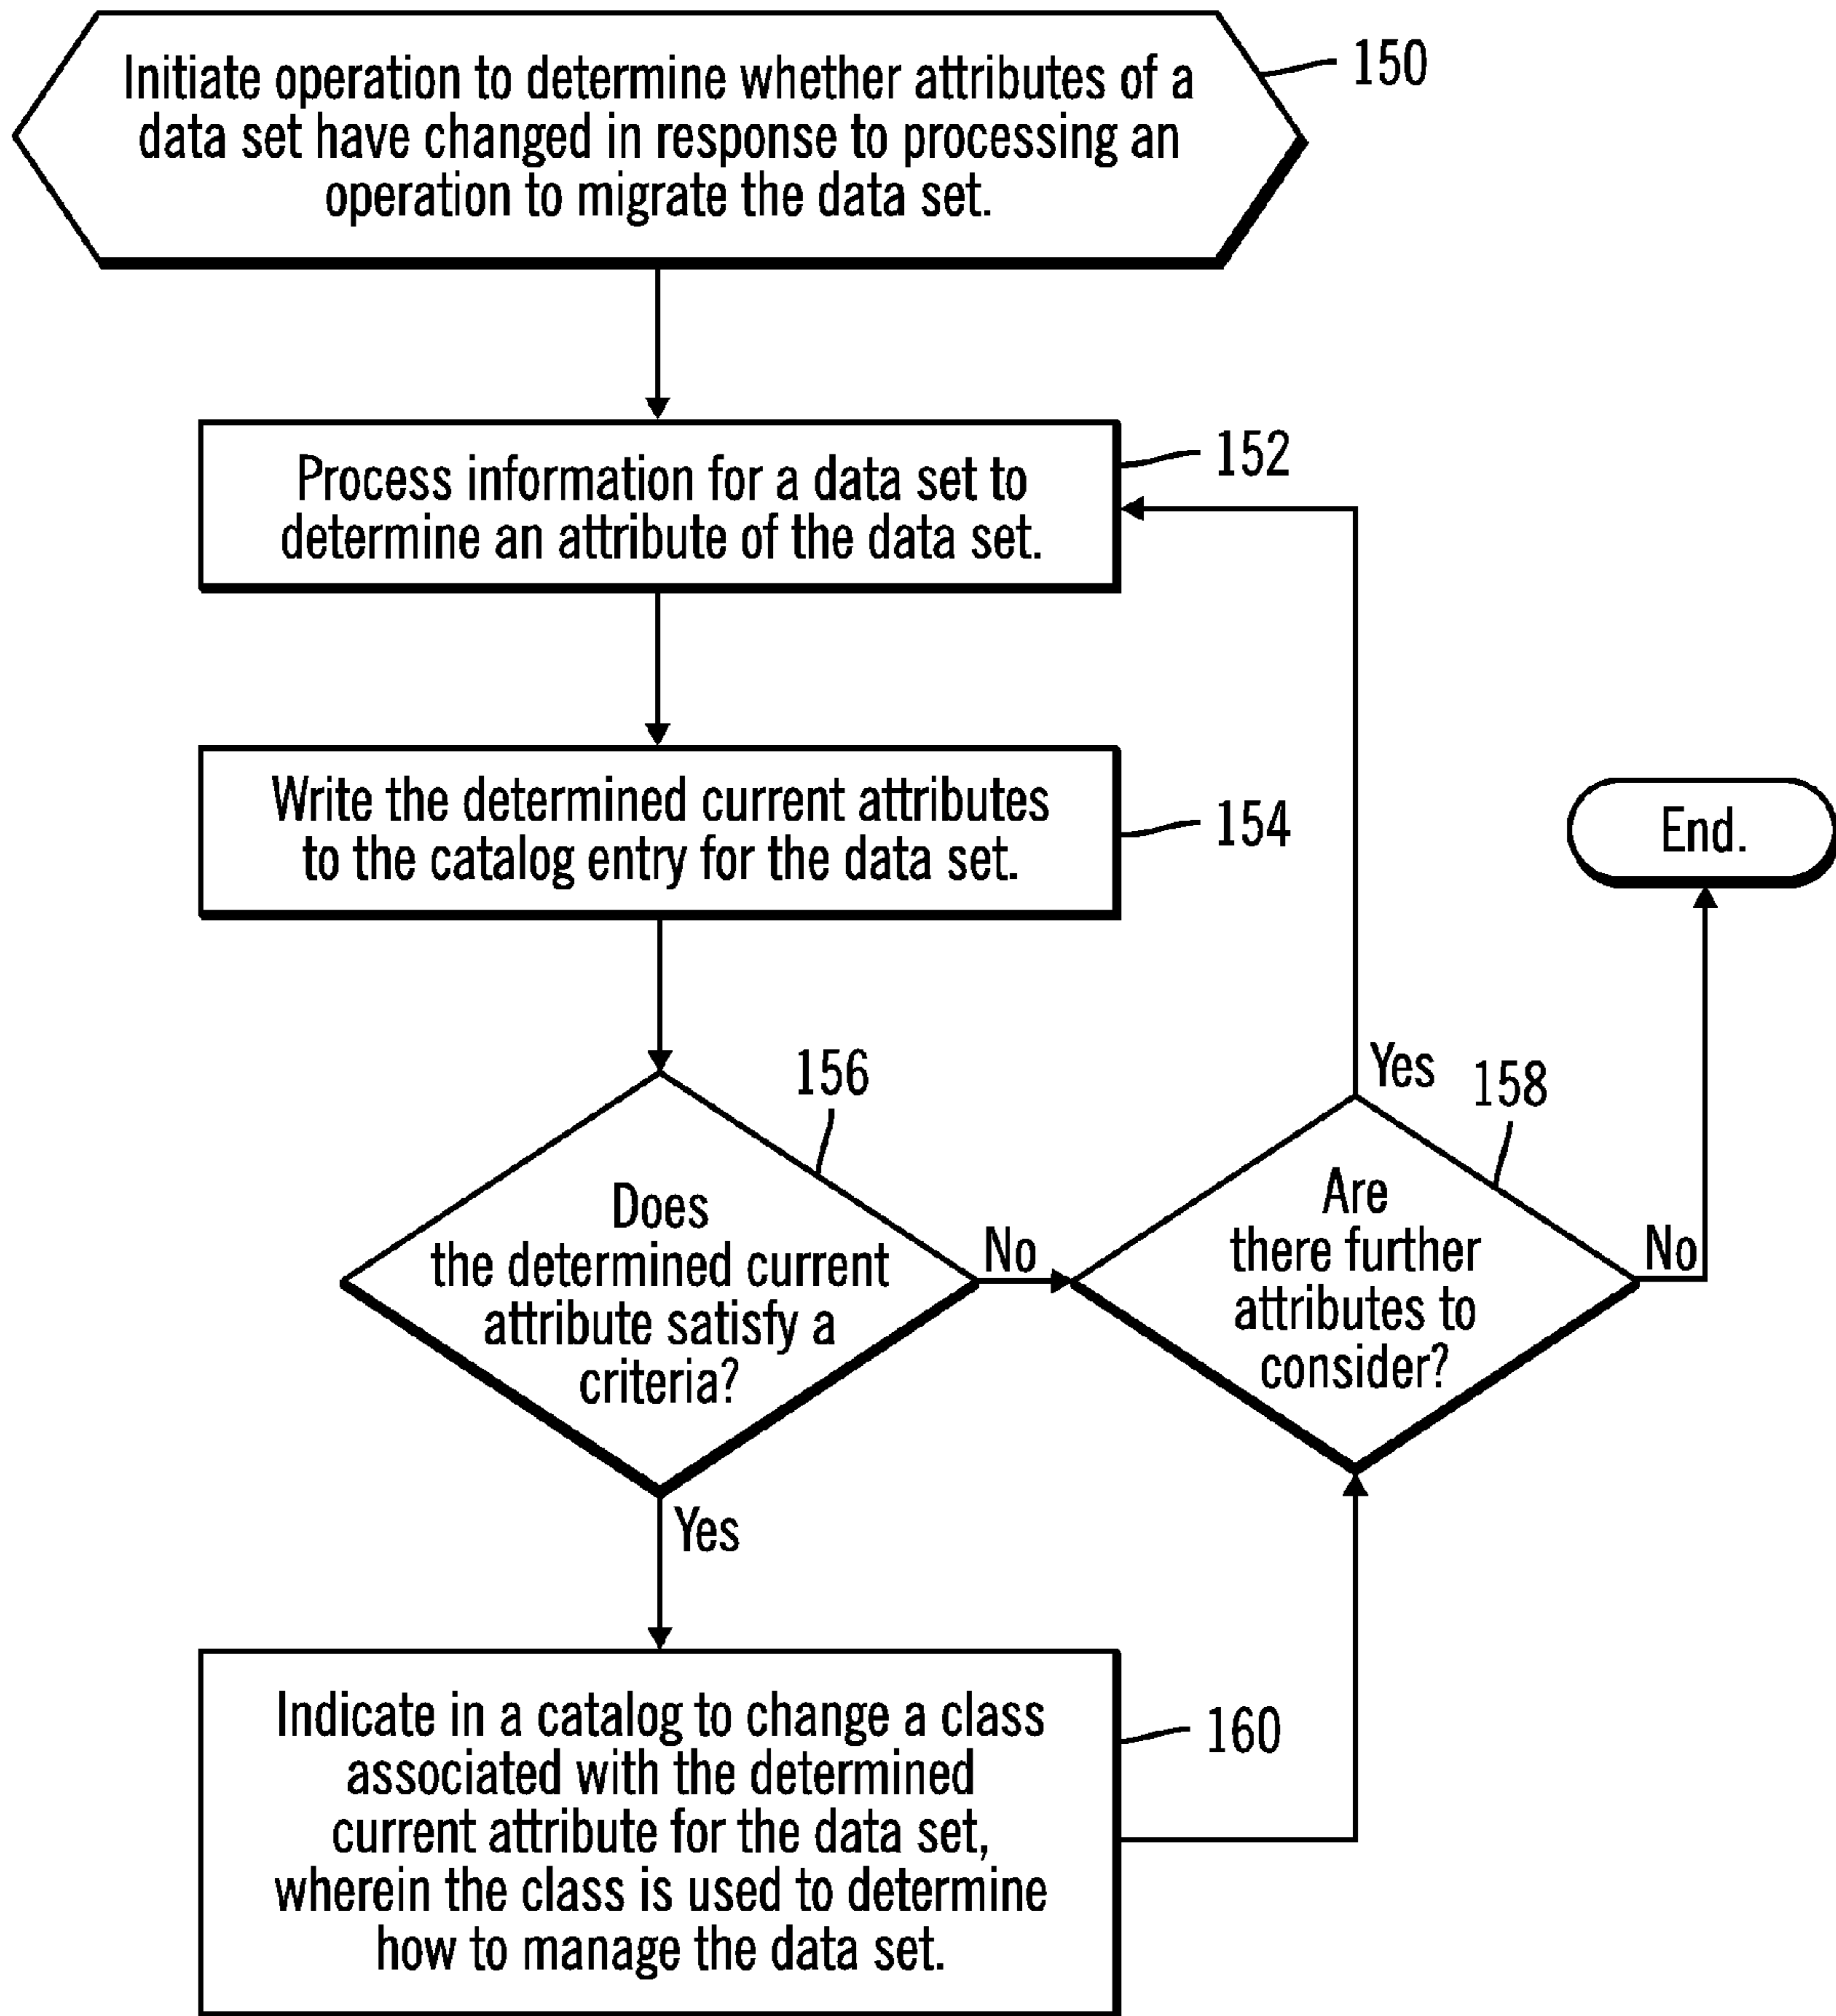 Initiate operation to determine whether attributes of a
data set have changed in response to processing an
operation to migrate the data set.
150
Process information for a data set to
determine an attribute of the data set.
152
Write the determined current attributes
to the catalog entry for the data set.
154
End.
156
Does
the determined current
attribute satisfy a
criteria?
No
Yes
158
Are
there further
attributes to
consider?
Yes
No
Indicate in a catalog to change a class
associated with the determined
current attribute for the data set,
wherein the class is used to determine
how to manage the data set.
160